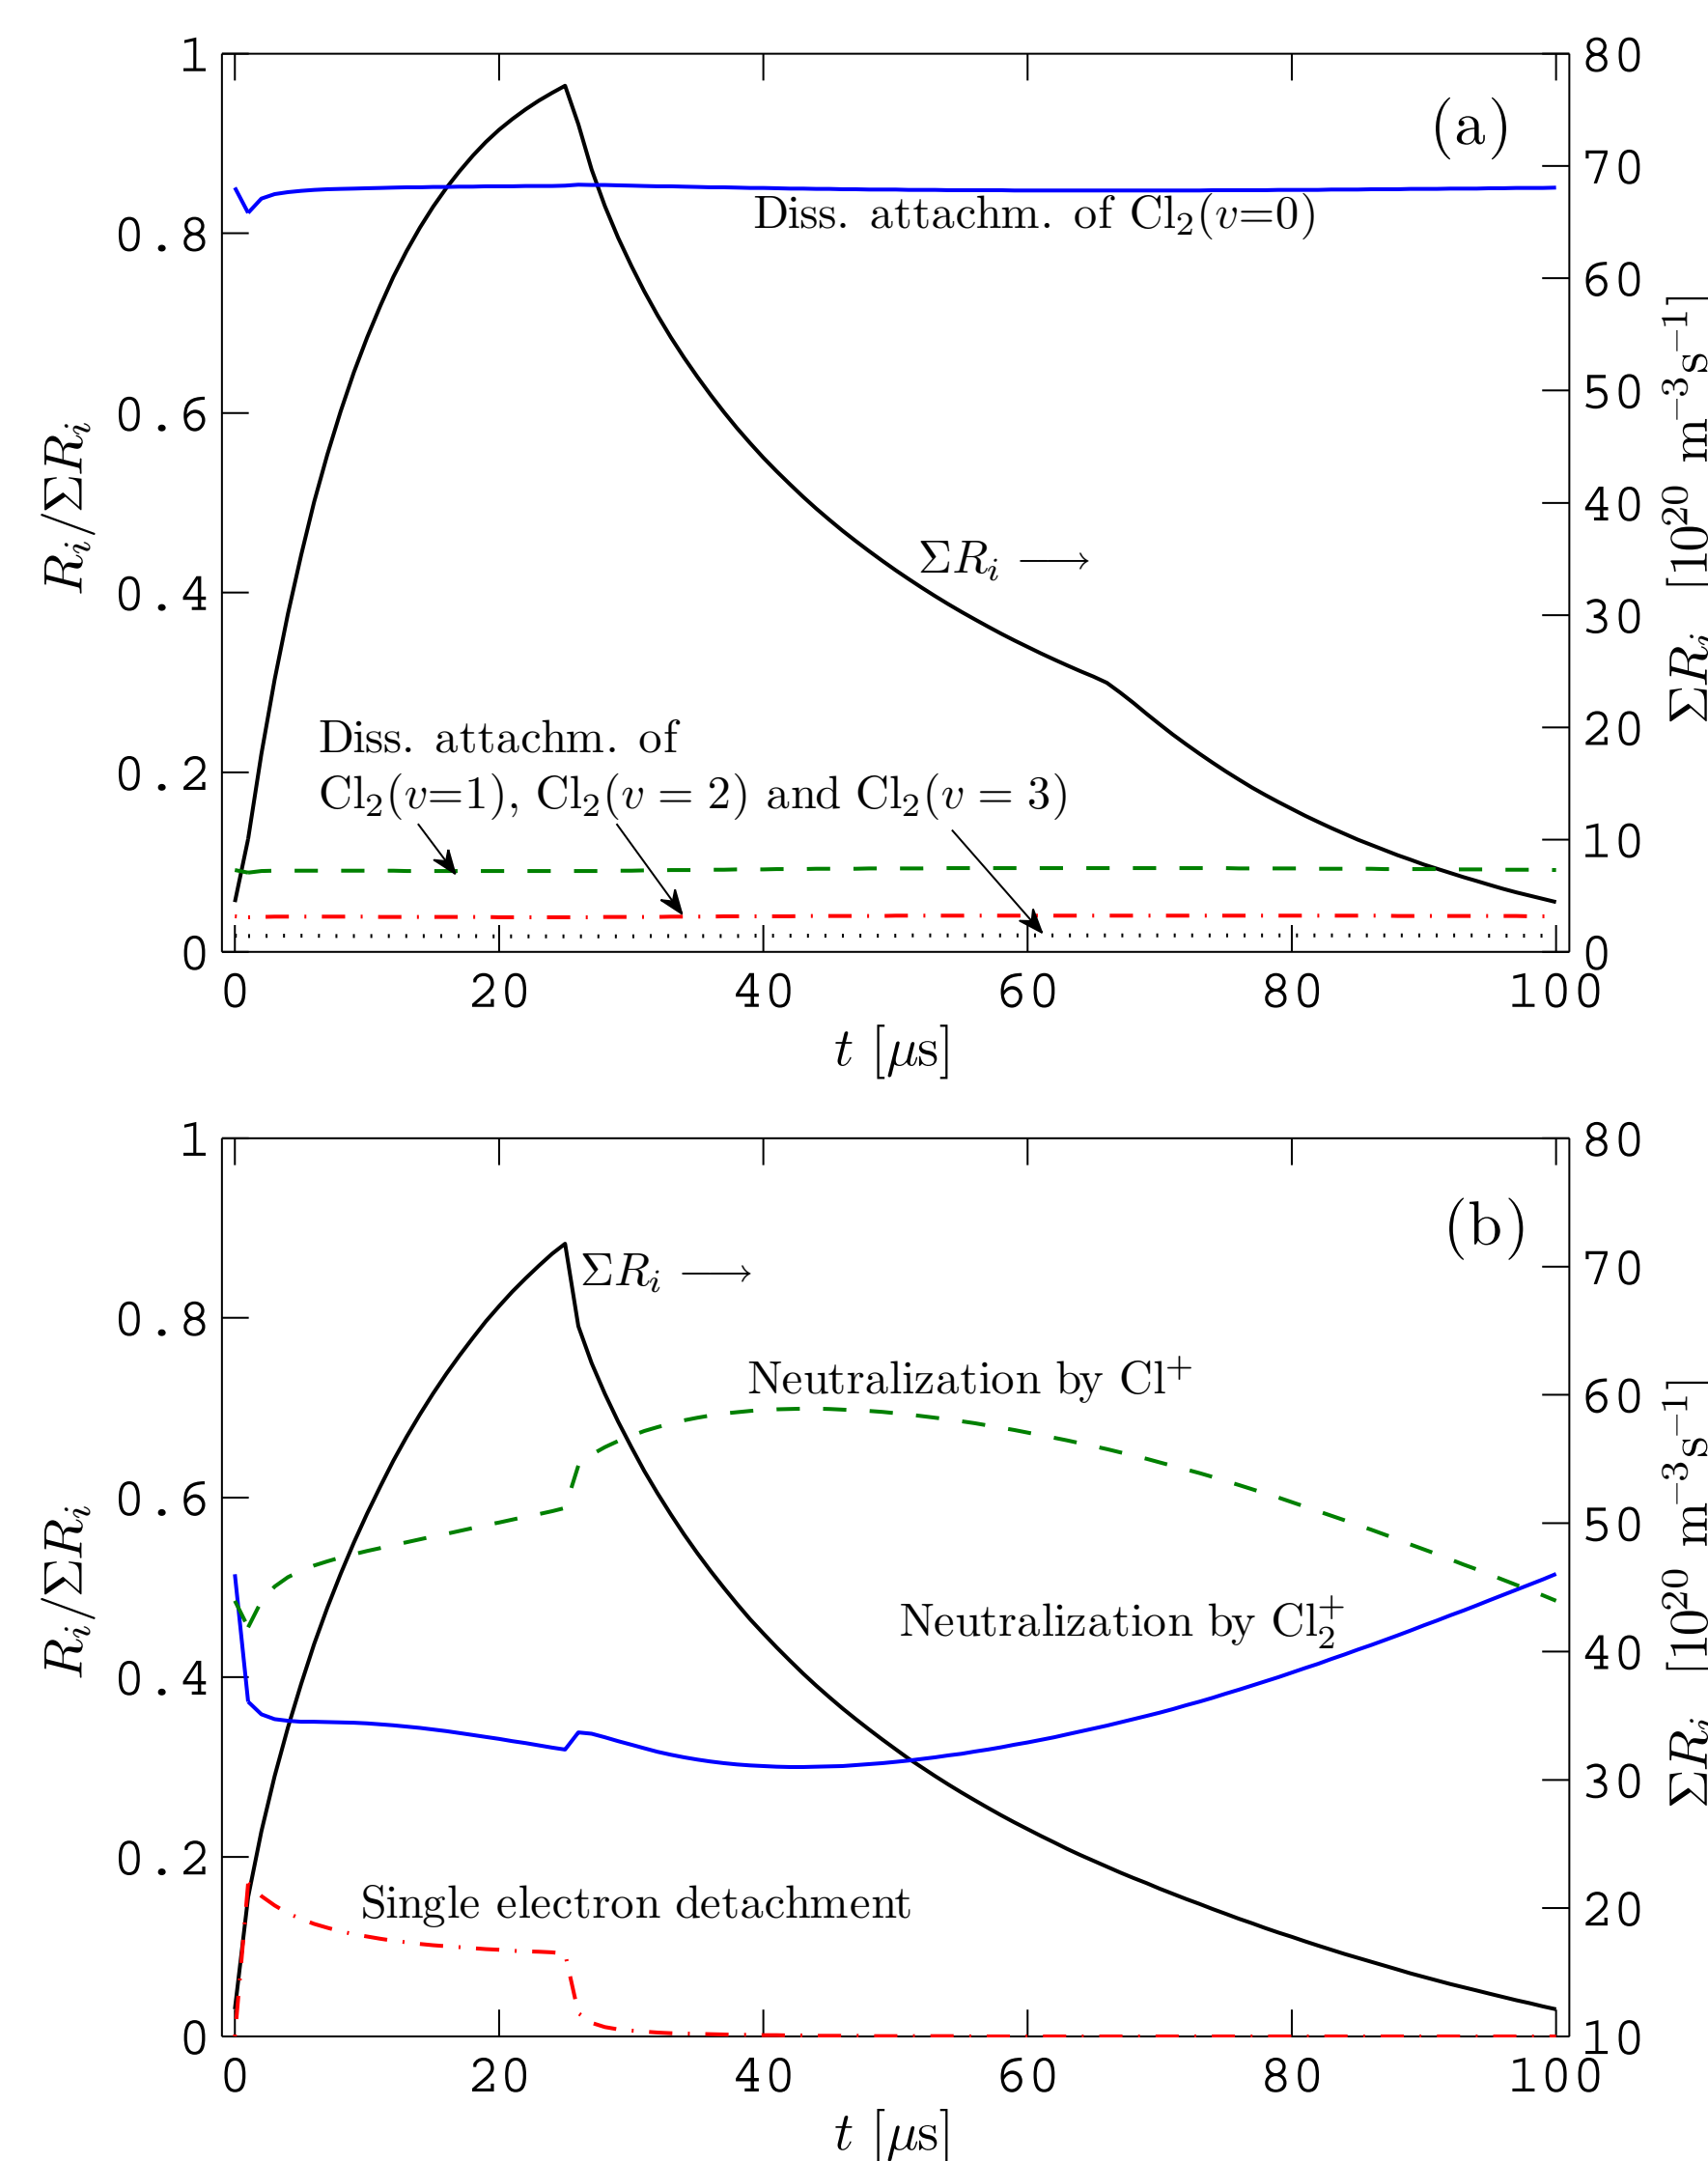 (a)
1
0.8
0.6
0.4
0.2
0
80
70
60
50
40
30
20
10
0
R_i/ΣR_i
ΣR_i [10^20 m^−3 s^−1]
Diss. attachm. of Cl_2(v=0)
ΣR_i ⟶
Diss. attachm. of
Cl_2(v=1), Cl_2(v = 2) and Cl_2(v = 3)
0 20 40 60 80 100
t [μs]
(b)
1
0.8
0.6
0.4
0.2
0
80
70
60
50
40
30
20
10
R_i/ΣR_i
ΣR_i [10^20 m^−3 s^−1]
ΣR_i ⟶
Neutralization by Cl^+
Neutralization by Cl_2^+
Single electron detachment
0 20 40 60 80 100
t [μs]